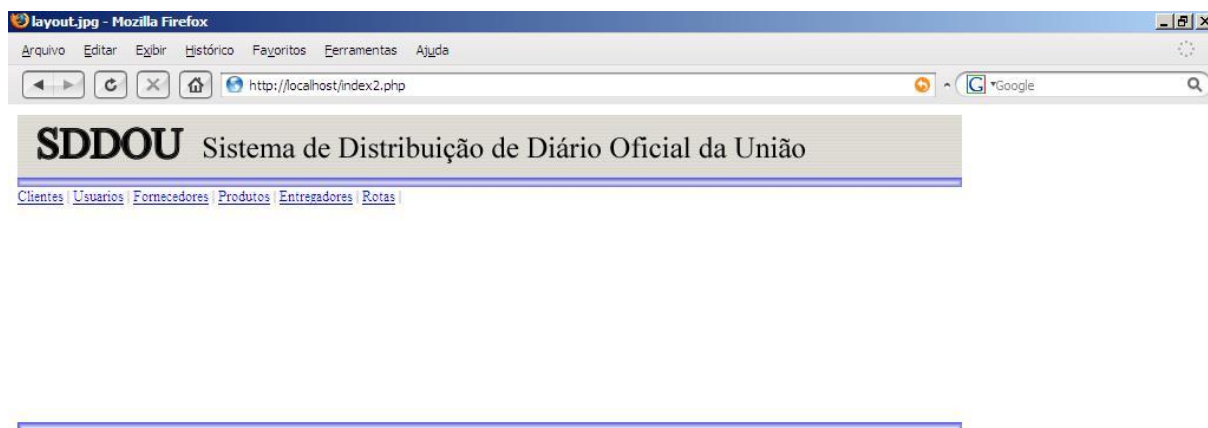 layout.jpg - Mozilla Firefox
Arquivo Editar Exibir Histórico Favoritos Ferramentas Ajuda
http://localhost/index2.php
G Google
SDDOU Sistema de Distribuição de Diário Oficial da União
Clientes | Usuarios | Fornecedores | Produtos | Entregadores | Rotas |